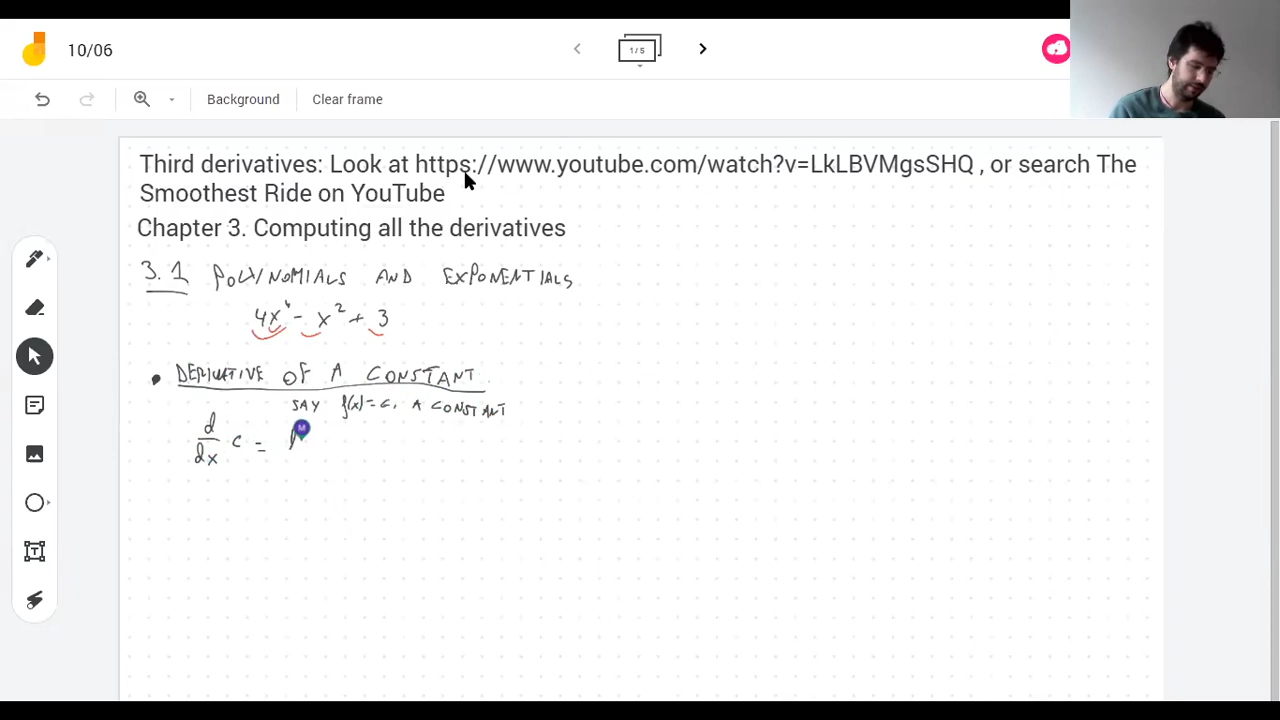 10/06
1/5
Background
Clear frame
Third derivatives: Look at https://www.youtube.com/watch?v=LkLBVMgsSHQ , or search The
Smoothest Ride on YouTube
Chapter 3. Computing all the derivatives
3.1 POLYNOMIALS AND EXPONENTIALS
4x⁴ - x² + 3
• DERIVATIVE OF A CONSTANT
SAY f(x) = c, A CONSTANT
d/dx c =
M